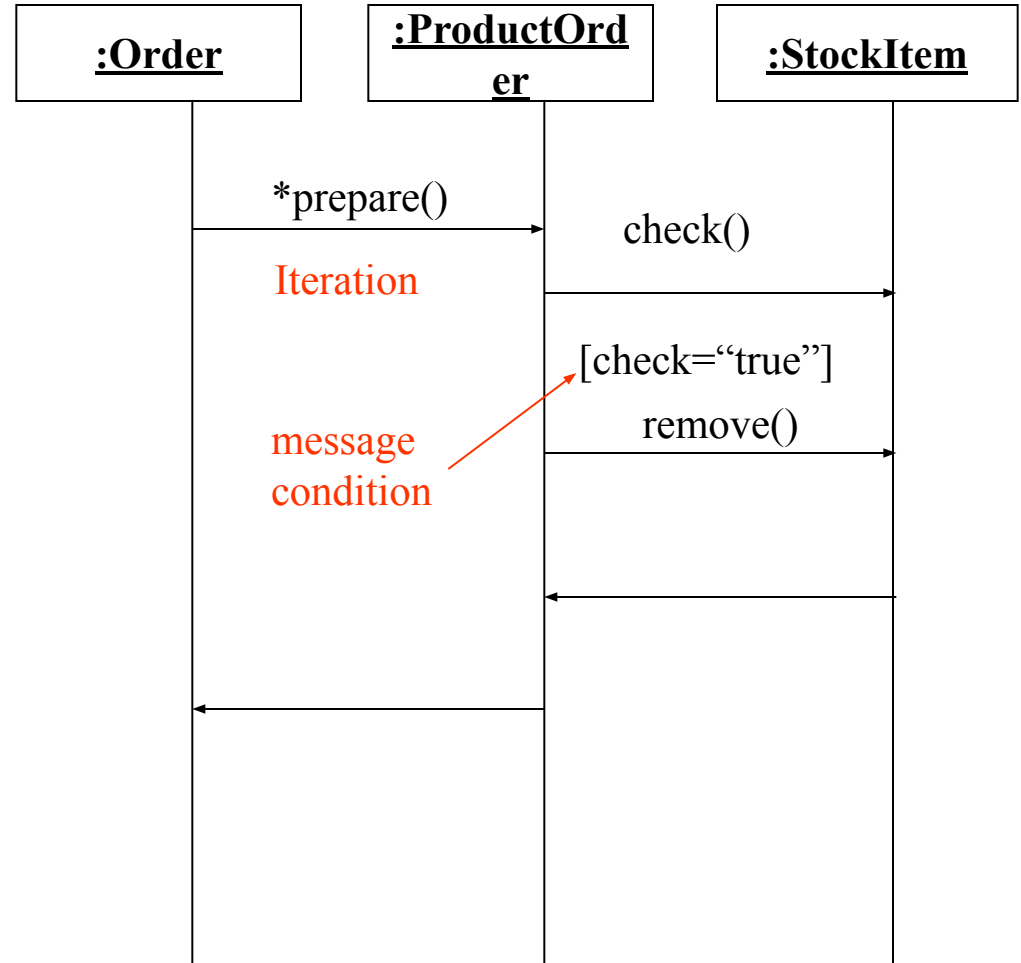 :Order
:ProductOrd
er
:StockItem
*prepare()
check()
Iteration
[check=“true”]
remove()
message
condition